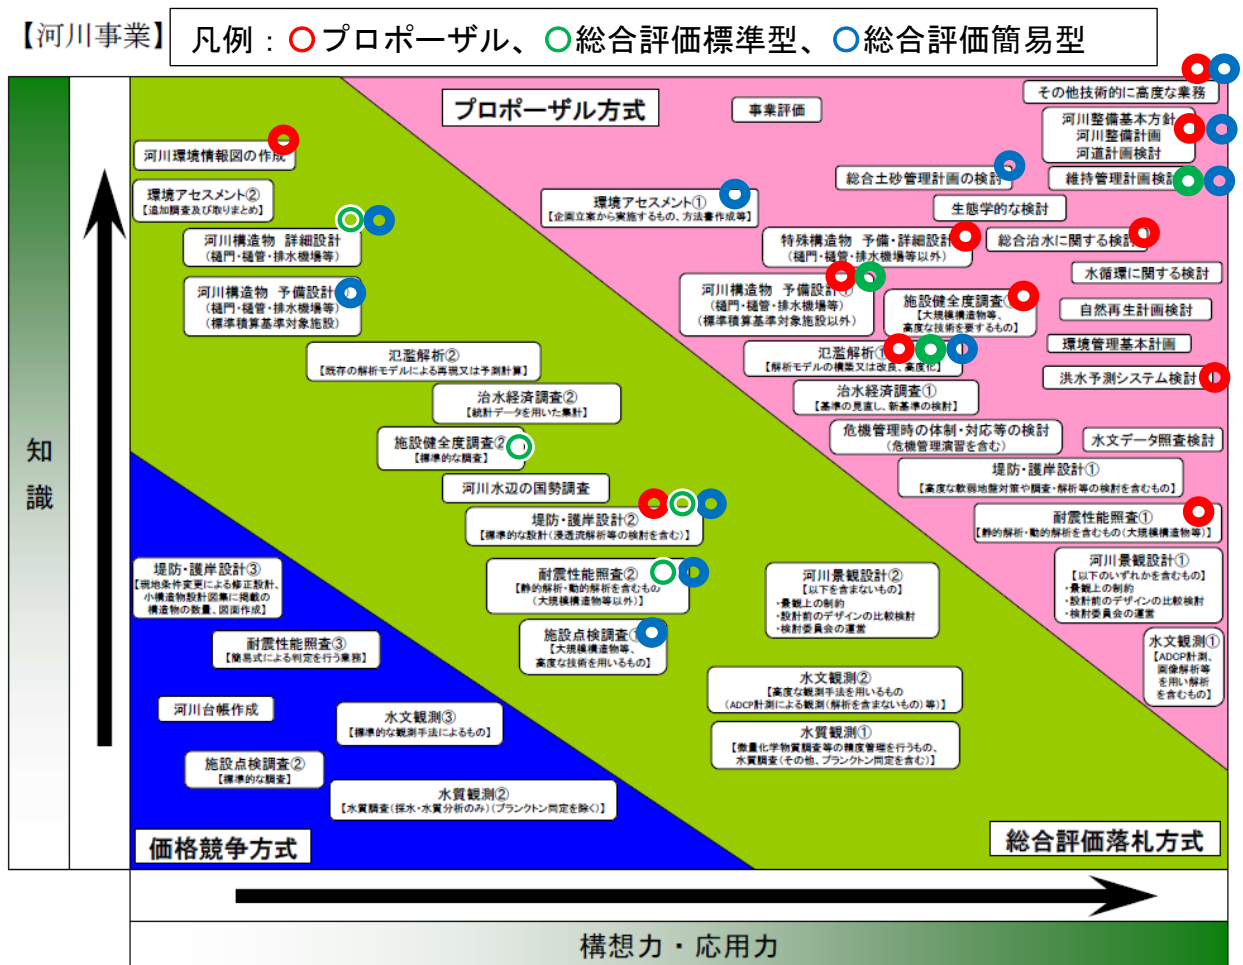 【河川事業】
凡例：〇プロポーザル、〇総合評価標準型、〇総合評価簡易型
プロポーザル方式
事業評価
その他技術的に高度な業務
河川整備基本方針
河川整備計画
河道計画検討
河川環境情報図の作成
総合土砂管理計画の検討
維持管理計画検討
環境アセスメント②
【追加調査及び取りまとめ】
環境アセスメント①
【企画立案から実施するもの、方法書作成等】
生態学的な検討
河川構造物 詳細設計
（樋門・樋管・排水機場等）
特殊構造物 予備・詳細設計
（樋門・樋管・排水機場等以外）
総合治水に関する検討
水循環に関する検討
河川構造物 予備設計
（樋門・樋管・排水機場等）
（標準積算基準対象施設）
河川構造物 予備設計①
（樋門・樋管・排水機場等）
（標準積算基準対象施設以外）
施設健全度調査
【大規模構造物等、
高度な技術を要するもの】
自然再生計画検討
環境管理基本計画
氾濫解析②
【既存の解析モデルによる再現又は予測計算】
氾濫解析①
【解析モデルの構築又は改良、高度化】
洪水予測システム検討
治水経済調査②
【統計データを用いた集計】
治水経済調査①
【基準の見直し、新基準の検討】
施設健全度調査②
【標準的な調査】
危機管理時の体制・対応等の検討
（危機管理演習を含む）
水文データ照査検討
河川水辺の国勢調査
堤防・護岸設計①
【高度な軟弱地盤対策や調査・解析等の検討を含むもの】
堤防・護岸設計②
【標準的な設計（浸透流解析等の検討を含む）】
耐震性能照査①
【静的解析・動的解析を含むもの（大規模構造物等）】
堤防・護岸設計③
【現地条件変更による修正設計、
小構造物設計図集に掲載の
構造物の数量、図面作成】
耐震性能照査②
【静的解析・動的解析を含むもの
（大規模構造物等以外）】
河川景観設計②
【以下を含まないもの】
・景観上の制約
・設計前のデザインの比較検討
・検討委員会の運営
河川景観設計①
【以下のいずれかを含むもの】
・景観上の制約
・設計前のデザインの比較検討
・検討委員会の運営
耐震性能照査③
【簡易式による判定を行う業務】
施設点検調査①
【大規模構造物等、
高度な技術を用いるもの】
水文観測①
【ADCP計測、
画像解析等
を用い解析
を含むもの】
河川台帳作成
水文観測③
【標準的な観測手法によるもの】
水文観測②
【高度な観測手法を用いるもの
（ADCP計測による観測（解析を含まないもの）等）】
水質観測①
【微量化学物質調査等の精度管理を行うもの、
水質調査（その他、プランクトン同定を含む）】
施設点検調査②
【標準的な調査】
水質観測②
【水質調査（採水・水質分析のみ）（プランクトン同定を除く）】
価格競争方式
総合評価落札方式
知
識
構想力・応用力